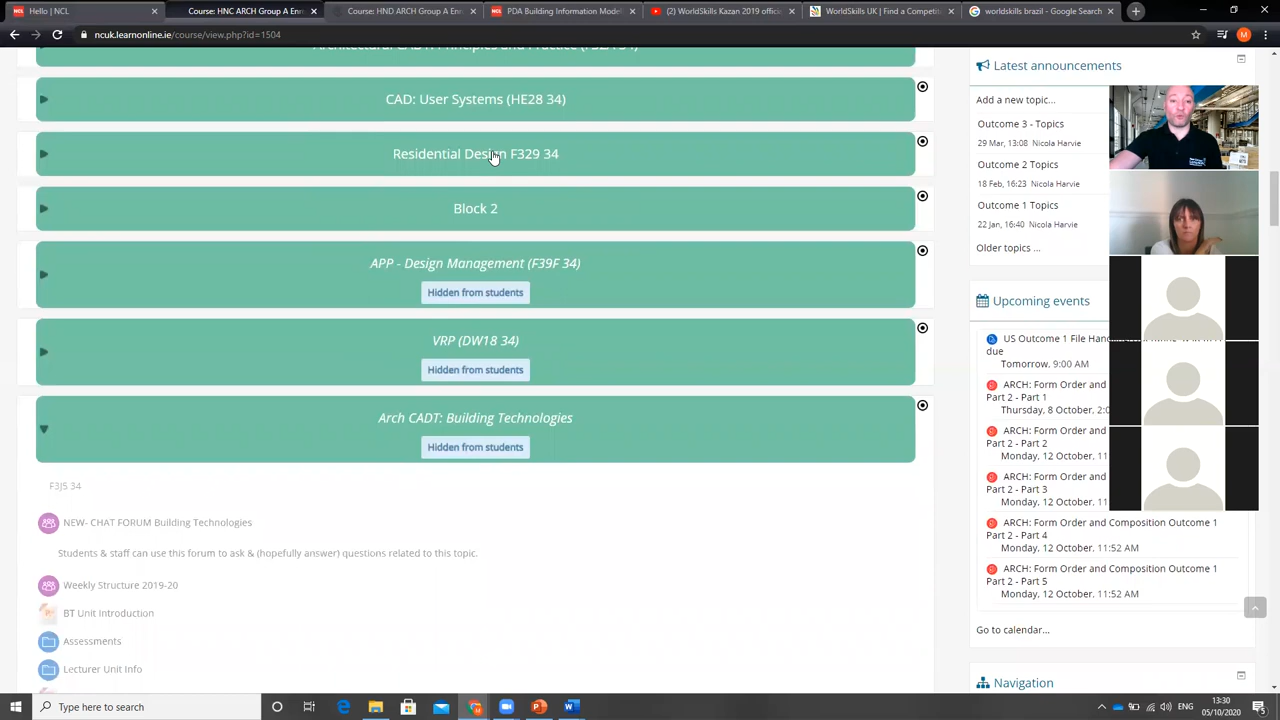 Hello | NCL
Course: HNC ARCH Group A Enr
Course: HND ARCH Group A Enr
PDA Building Information Model
(2) WorldSkills Kazan 2019 offici
WorldSkills UK | Find a Competit
worldskills brazil - Google Search
ncuk.learnonline.ie/course/view.php?id=1504
M
CAD: User Systems (HE28 34)
Residential Design F329 34
Block 2
APP - Design Management (F39F 34)
Hidden from students
VRP (DW18 34)
Hidden from students
Arch CADT: Building Technologies
Hidden from students
F3J5 34
NEW- CHAT FORUM Building Technologies
Students & staff can use this forum to ask & (hopefully answer) questions related to this topic.
Weekly Structure 2019-20
BT Unit Introduction
Assessments
Lecturer Unit Info
Latest announcements
Add a new topic...
Outcome 3 - Topics
29 Mar, 13:08 Nicola Harvie
Outcome 2 Topics
18 Feb, 16:23 Nicola Harvie
Outcome 1 Topics
22 Jan, 16:40 Nicola Harvie
Older topics ...
Upcoming events
US Outcome 1 File Hand
due
Tomorrow, 9:00 AM
ARCH: Form Order and
Part 2 - Part 1
Thursday, 8 October, 2:0
ARCH: Form Order and
Part 2 - Part 2
Monday, 12 October, 11
ARCH: Form Order and
Part 2 - Part 3
Monday, 12 October, 11
ARCH: Form Order and Composition Outcome 1
Part 2 - Part 4
Monday, 12 October, 11:52 AM
ARCH: Form Order and Composition Outcome 1
Part 2 - Part 5
Monday, 12 October, 11:52 AM
Go to calendar...
Navigation
Type here to search
13:30
05/10/2020